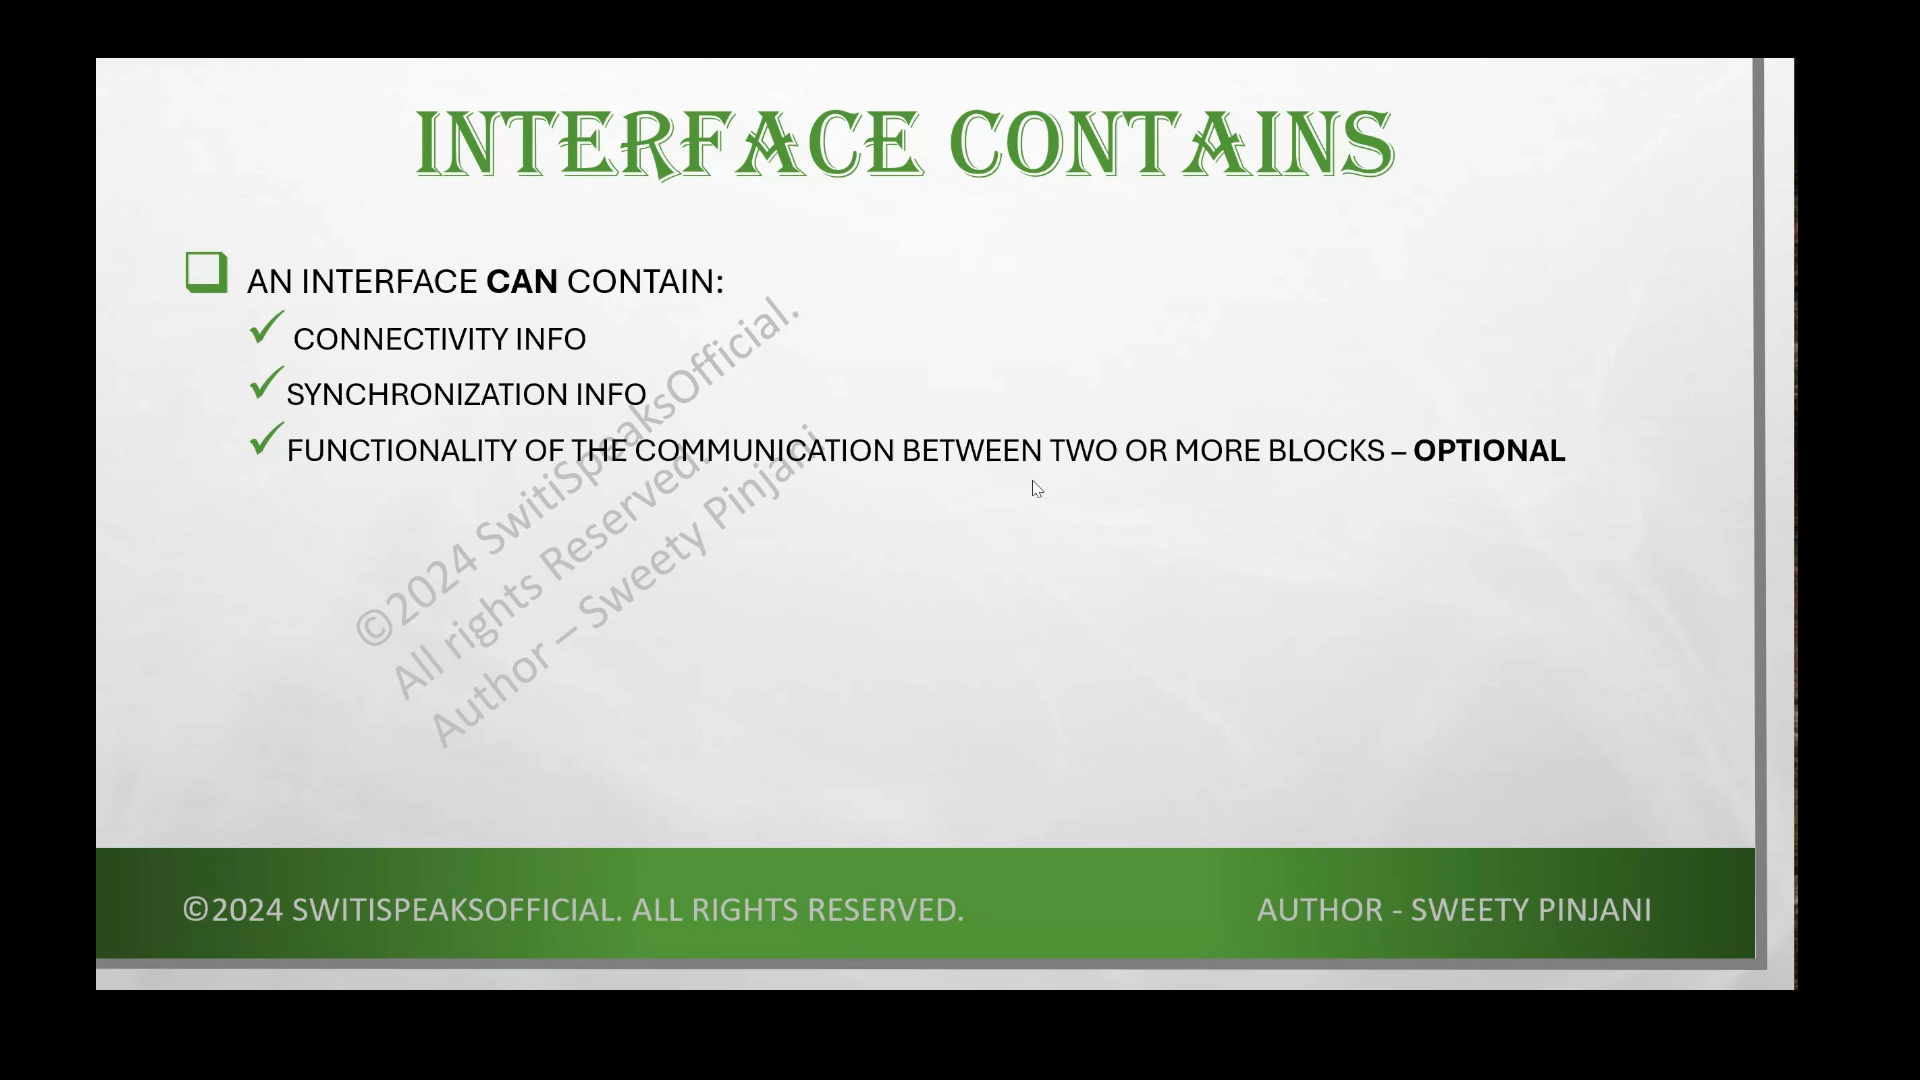 INTERFACE CONTAINS
AN INTERFACE CAN CONTAIN:
CONNECTIVITY INFO
SYNCHRONIZATION INFO
FUNCTIONALITY OF THE COMMUNICATION BETWEEN TWO OR MORE BLOCKS – OPTIONAL
©2024 SwitiSpeaksOfficial.
All rights Reserved.
Author – Sweety Pinjani
©2024 SWITISPEAKSOFFICIAL. ALL RIGHTS RESERVED.
AUTHOR - SWEETY PINJANI